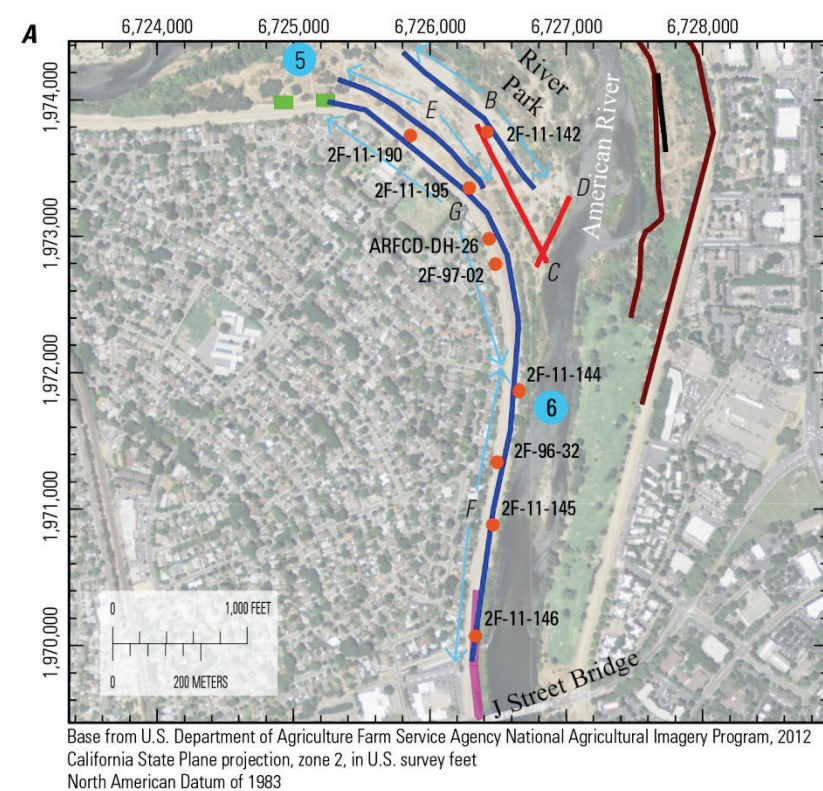 A
6,724,000 6,725,000 6,726,000 6,727,000 6,728,000
1,974,000
1,973,000
1,972,000
1,971,000
1,970,000
5
River
Park
American River
E
B
2F-11-142
2F-11-190
2F-11-195
D
G
ARFCD-DH-26
2F-97-02
C
2F-11-144
6
2F-96-32
F
2F-11-145
2F-11-146
J Street Bridge
0 1,000 FEET
0 200 METERS
Base from U.S. Department of Agriculture Farm Service Agency National Agricultural Imagery Program, 2012
California State Plane projection, zone 2, in U.S. survey feet
North American Datum of 1983